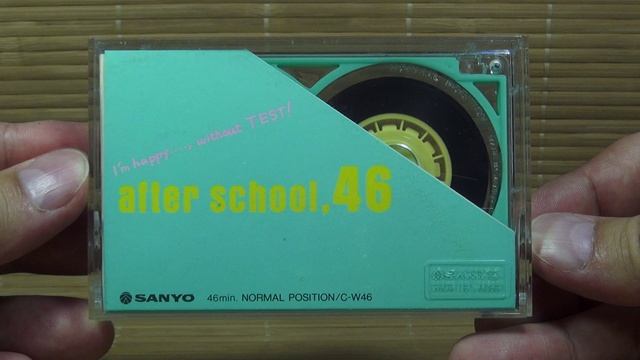 I'm happy....., without TEST!
after school,46
SANYO
46min. NORMAL POSITION/C-W46